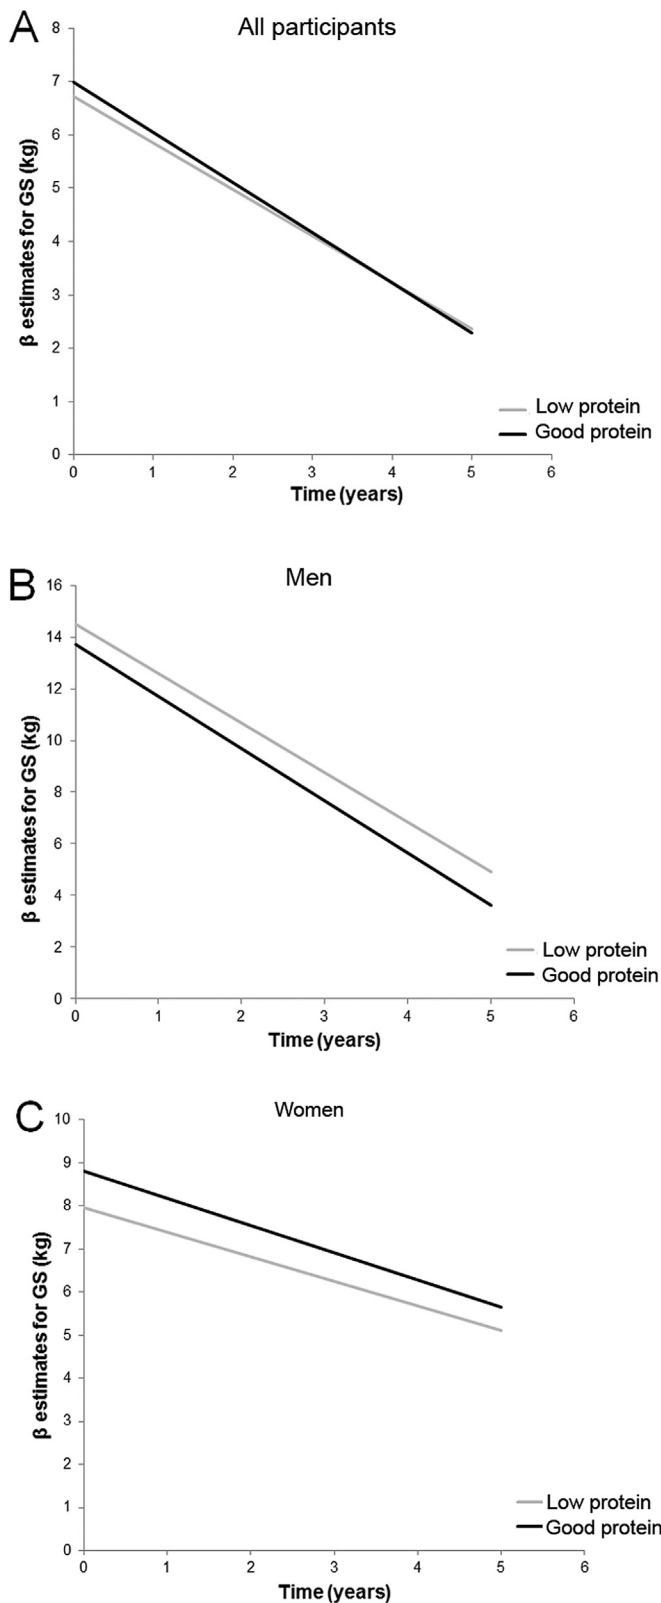 A
All participants
8
7
6
5
4
3
2
1
0
β estimates for GS (kg)
0 1 2 3 4 5 6
Time (years)
Low protein
Good protein
B
Men
16
14
12
10
8
6
4
2
0
β estimates for GS (kg)
0 1 2 3 4 5 6
Time (years)
Low protein
Good protein
C
Women
10
9
8
7
6
5
4
3
2
1
0
β estimates for GS (kg)
0 1 2 3 4 5 6
Time (years)
Low protein
Good protein